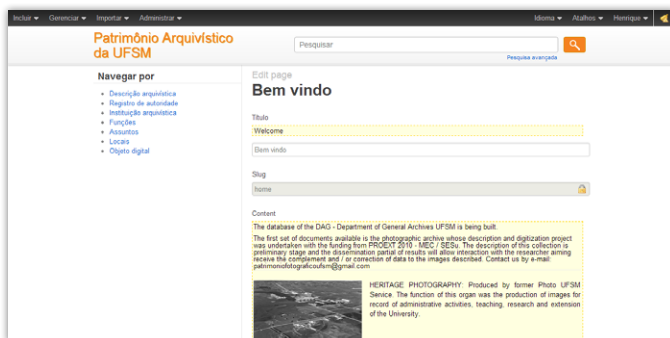 Incluir Gerenciar Importar Administrar Idioma Atalhos Henrique
Patrimônio Arquivístico
da UFSM
Pesquisar
Pesquisa avançada
Navegar por
Descrição arquivística
Registro de autoridade
Instituição arquivística
Funções
Assuntos
Locais
Objeto digital
Edit page
Bem vindo
Título
Welcome
Bem vindo
Slug
home
Content
The database of the DAG - Department of General Archives UFSM is being built.
The first set of documents available is the photographic archive whose description and digitization project
was undertaken with the funding from PROEXT 2010 - MEC / SESu. The description of this collection is
preliminary stage and the dissemination partial of results will allow interaction with the researcher aiming
receive the complement and / or correction of data to the images described. Contact us by e-mail:
patrimoniofotograficoufsm@gmail.com
HERITAGE PHOTOGRAPHY: Produced by former Photo UFSM
Service. The function of this organ was the production of images for
record of administrative activities, teaching, research and extension
of the University.